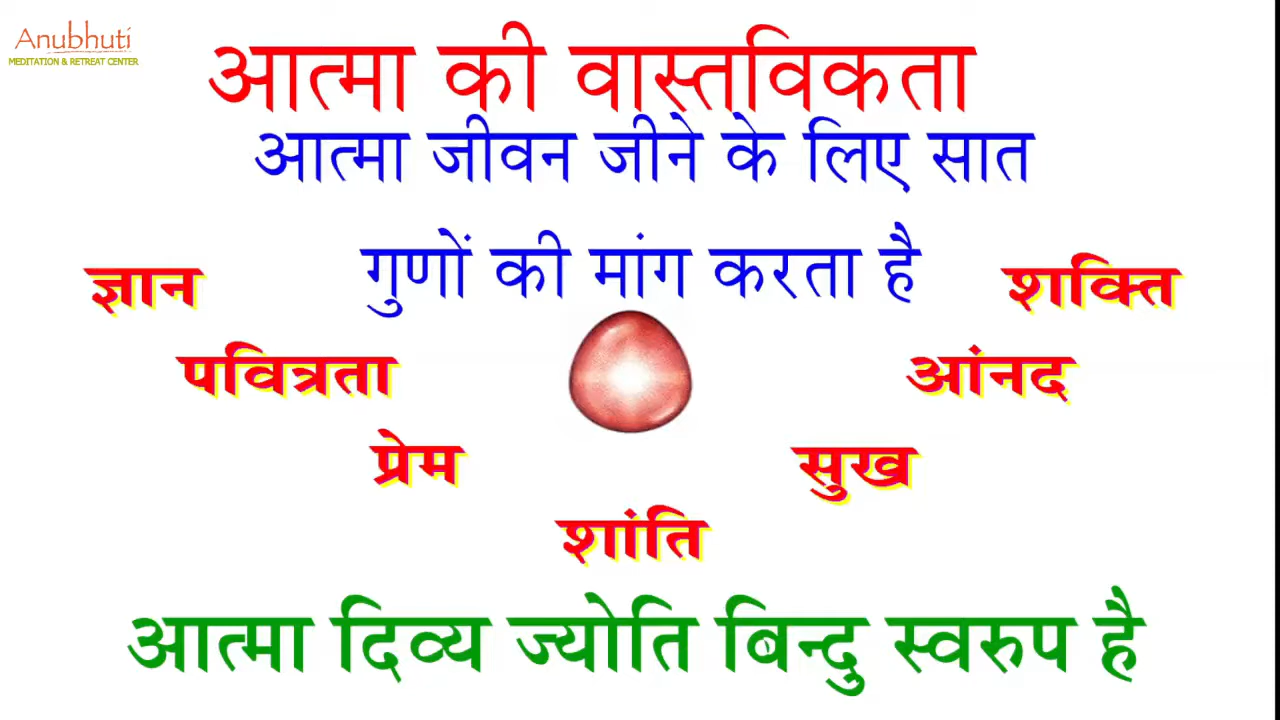 Anubhuti
MEDITATION & RETREAT CENTER
आत्मा की वास्तविकता
आत्मा जीवन जीने के लिए सात
गुणों की मांग करता है
ज्ञान
शक्ति
पवित्रता
आंनद
प्रेम
सुख
शांति
आत्मा दिव्य ज्योति बिन्दु स्वरुप है